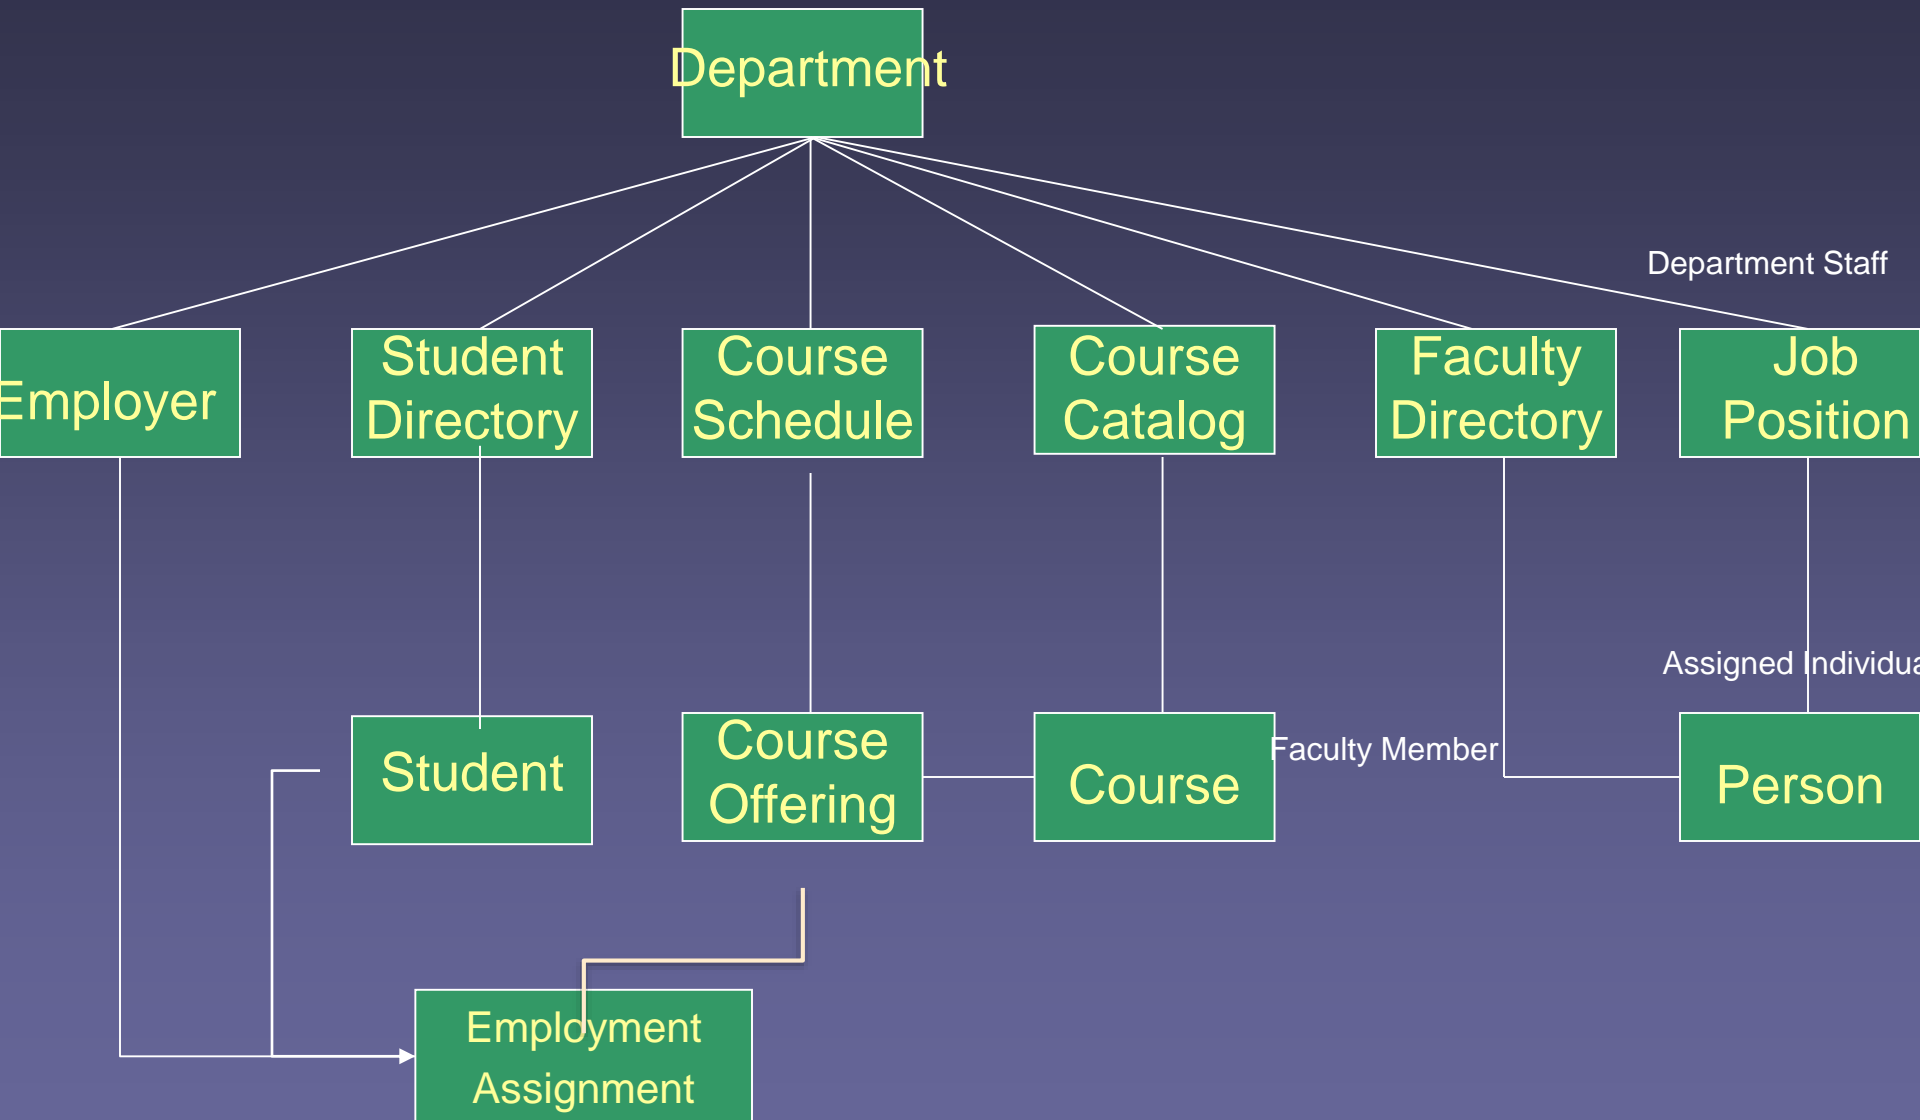 Department
Department Staff
Employer
Student
Directory
Course
Schedule
Course
Catalog
Faculty
Directory
Job
Position
Assigned Individua
Student
Course
Offering
Course
Faculty Member
Person
Employment
Assignment